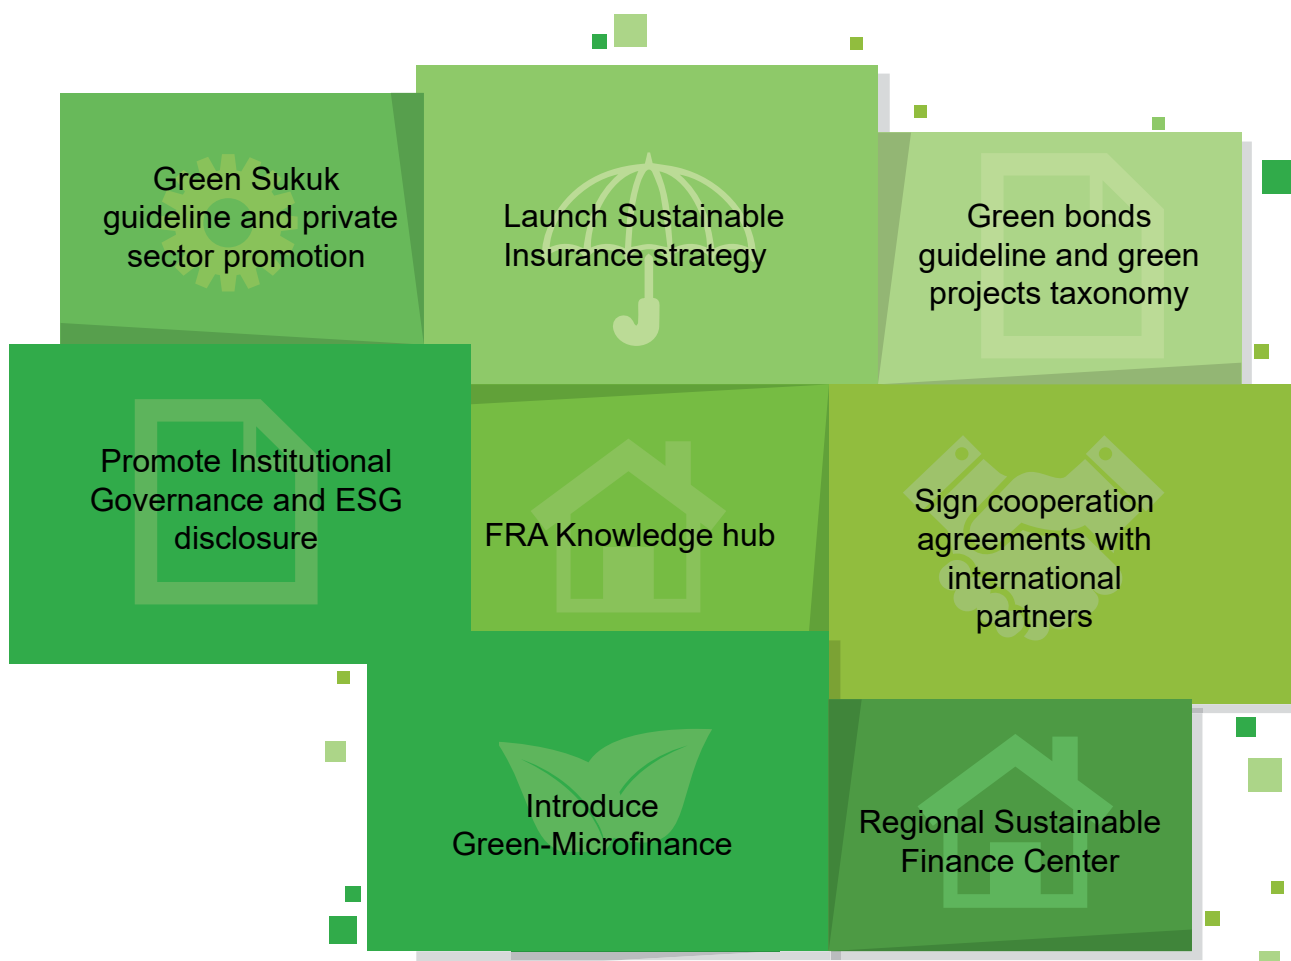 Green Sukuk
guideline and private
sector promotion
Launch Sustainable
Insurance strategy
Green bonds
guideline and green
projects taxonomy
Promote Institutional
Governance and ESG
disclosure
FRA Knowledge hub
Sign cooperation
agreements with
international
partners
Introduce
Green-Microfinance
Regional Sustainable
Finance Center